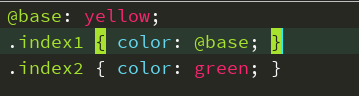 @base: yellow;
.index1 { color: @base; }
.index2 { color: green; }